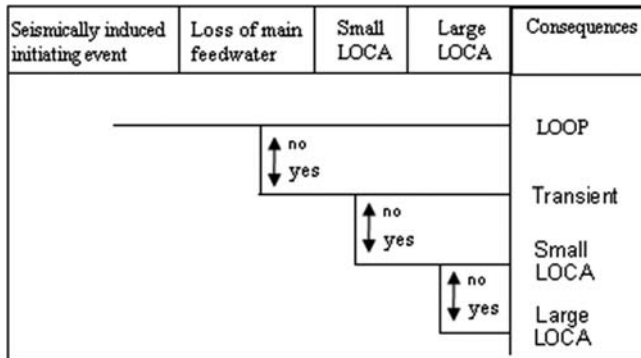 Seismically induced
initiating event
Loss of main
feedwater
Small
LOCA
Large
LOCA
Consequences
LOOP
no
yes
Transient
no
yes
Small
LOCA
no
yes
Large
LOCA